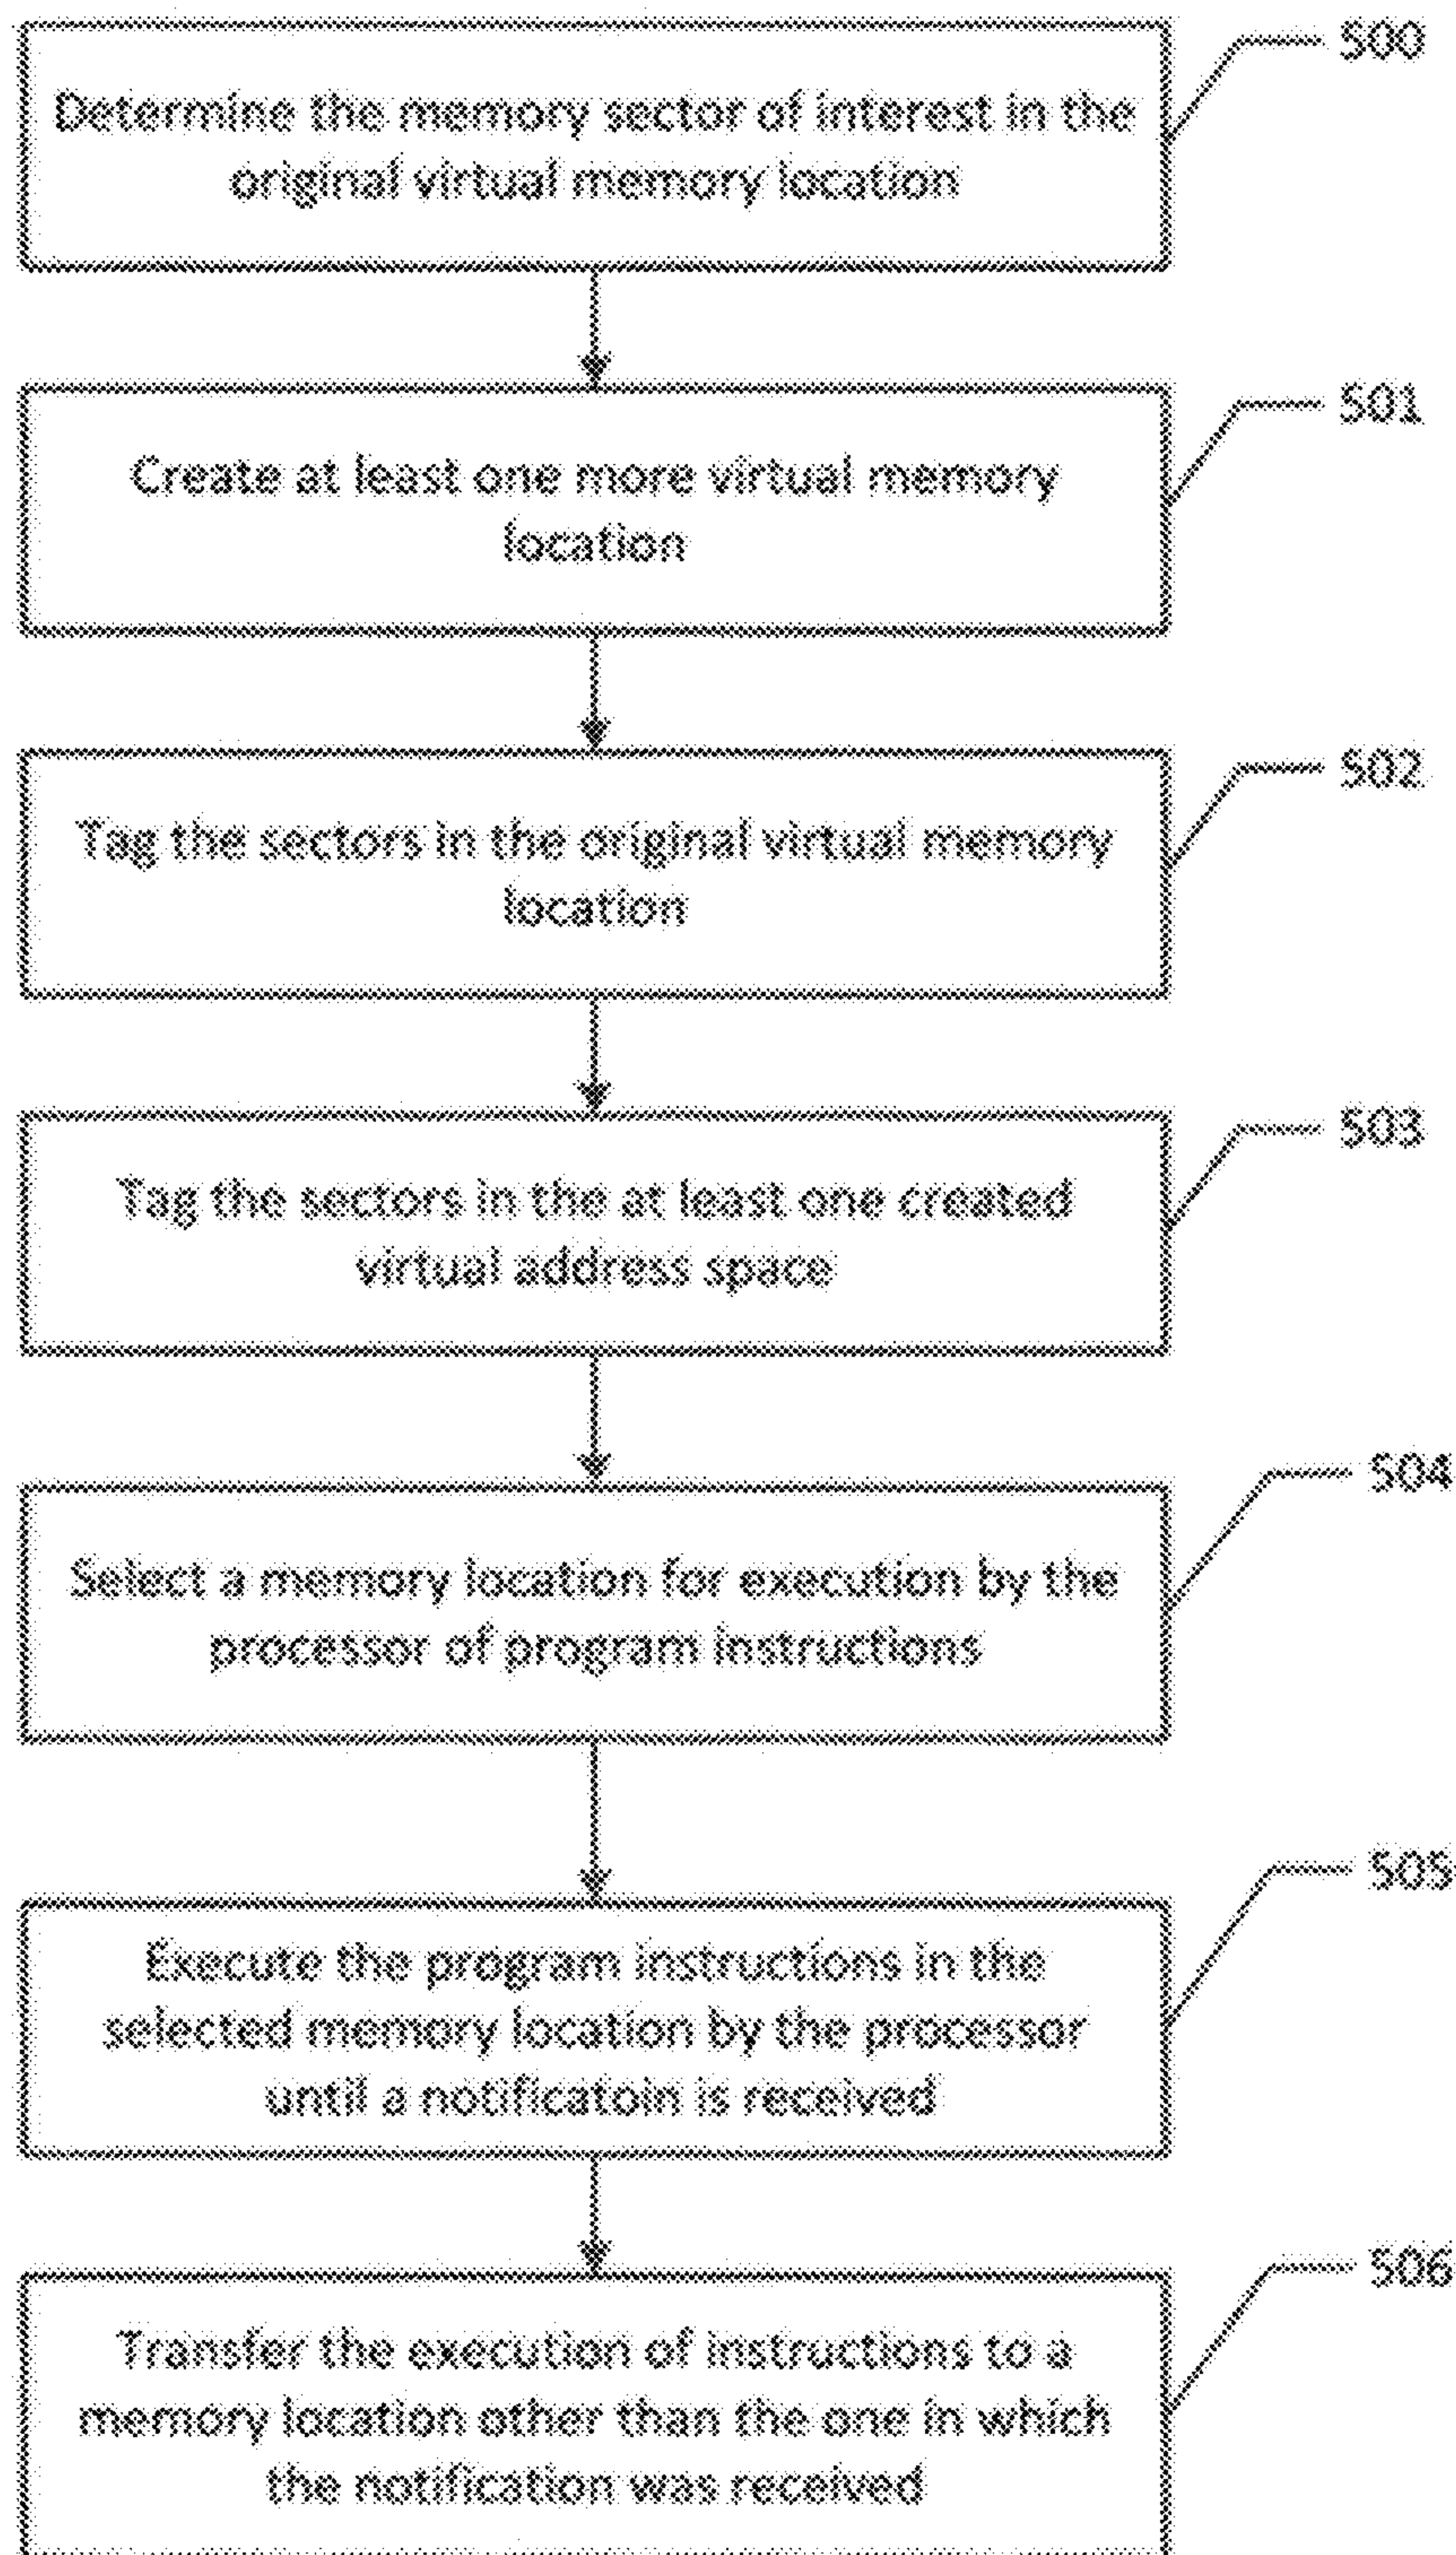 500
Determine the memory sector of interest in the
original virtual memory location
501
Create at least one more virtual memory
location
502
Tag the sectors in the original virtual memory
location
503
Tag the sectors in the at least one created
virtual address space
504
Select a memory location for execution by the
processor of program instructions
505
Execute the program instructions in the
selected memory location by the processor
until a notificatoin is received
506
Transfer the execution of instructions to a
memory location other than the one in which
the notification was received